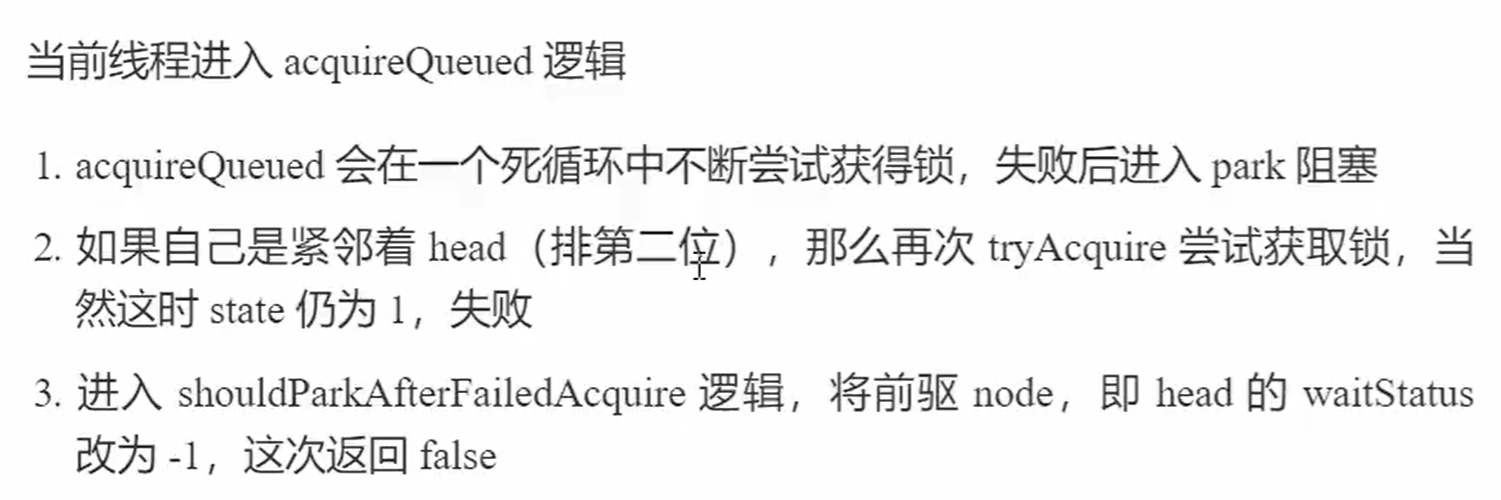 当前线程进入 acquireQueued 逻辑
1. acquireQueued 会在一个死循环中不断尝试获得锁，失败后进入 park 阻塞
2. 如果自己是紧邻着 head（排第二位），那么再次 tryAcquire 尝试获取锁，当
然这时 state 仍为 1，失败
3. 进入 shouldParkAfterFailedAcquire 逻辑，将前驱 node，即 head 的 waitStatus
改为 -1，这次返回 false